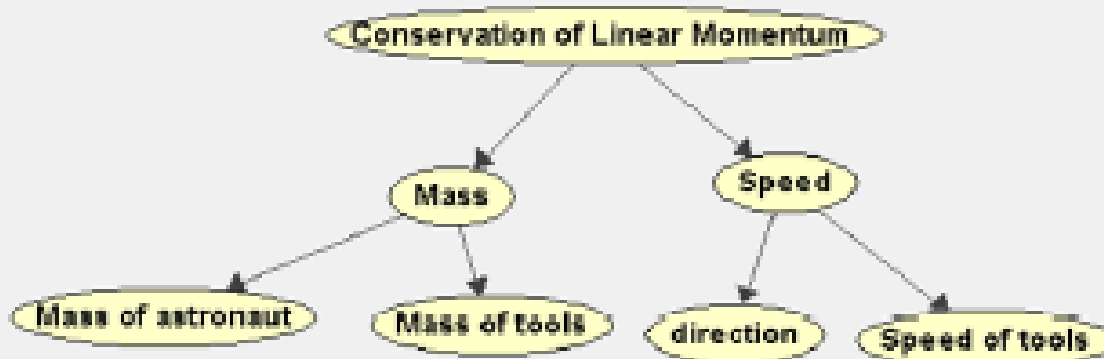 Conservation of Linear Momentum
Mass
Speed
Mass of astronaut
Mass of tools
direction
Speed of tools